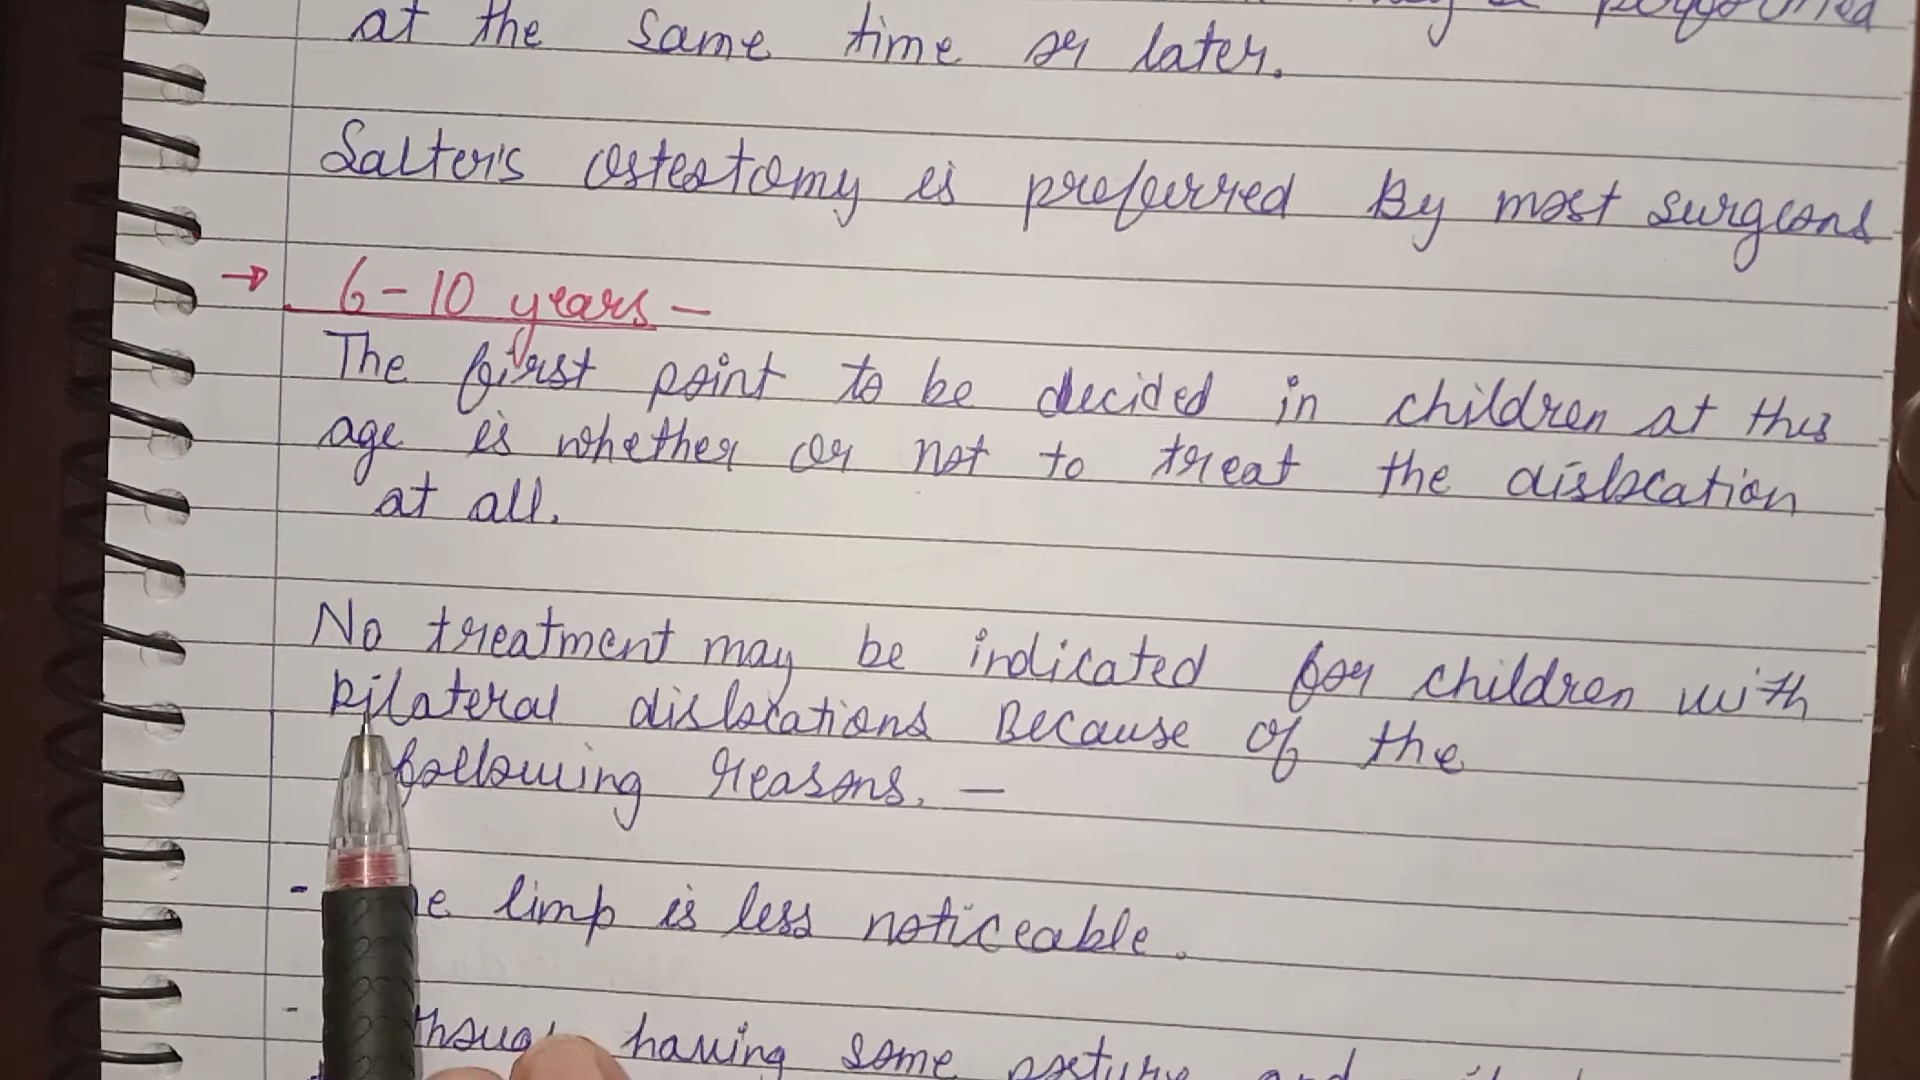 performed
at the same time or later.
Salter's Osteotomy is preferred By most surgeons
→ 6-10 years -
The first point to be decided in children at this
age is whether or not to treat the dislocation
at all.
No treatment may be indicated for children with
bilateral dislocations Because of the
following reasons. -
- limp is less noticeable.
- having some posture and